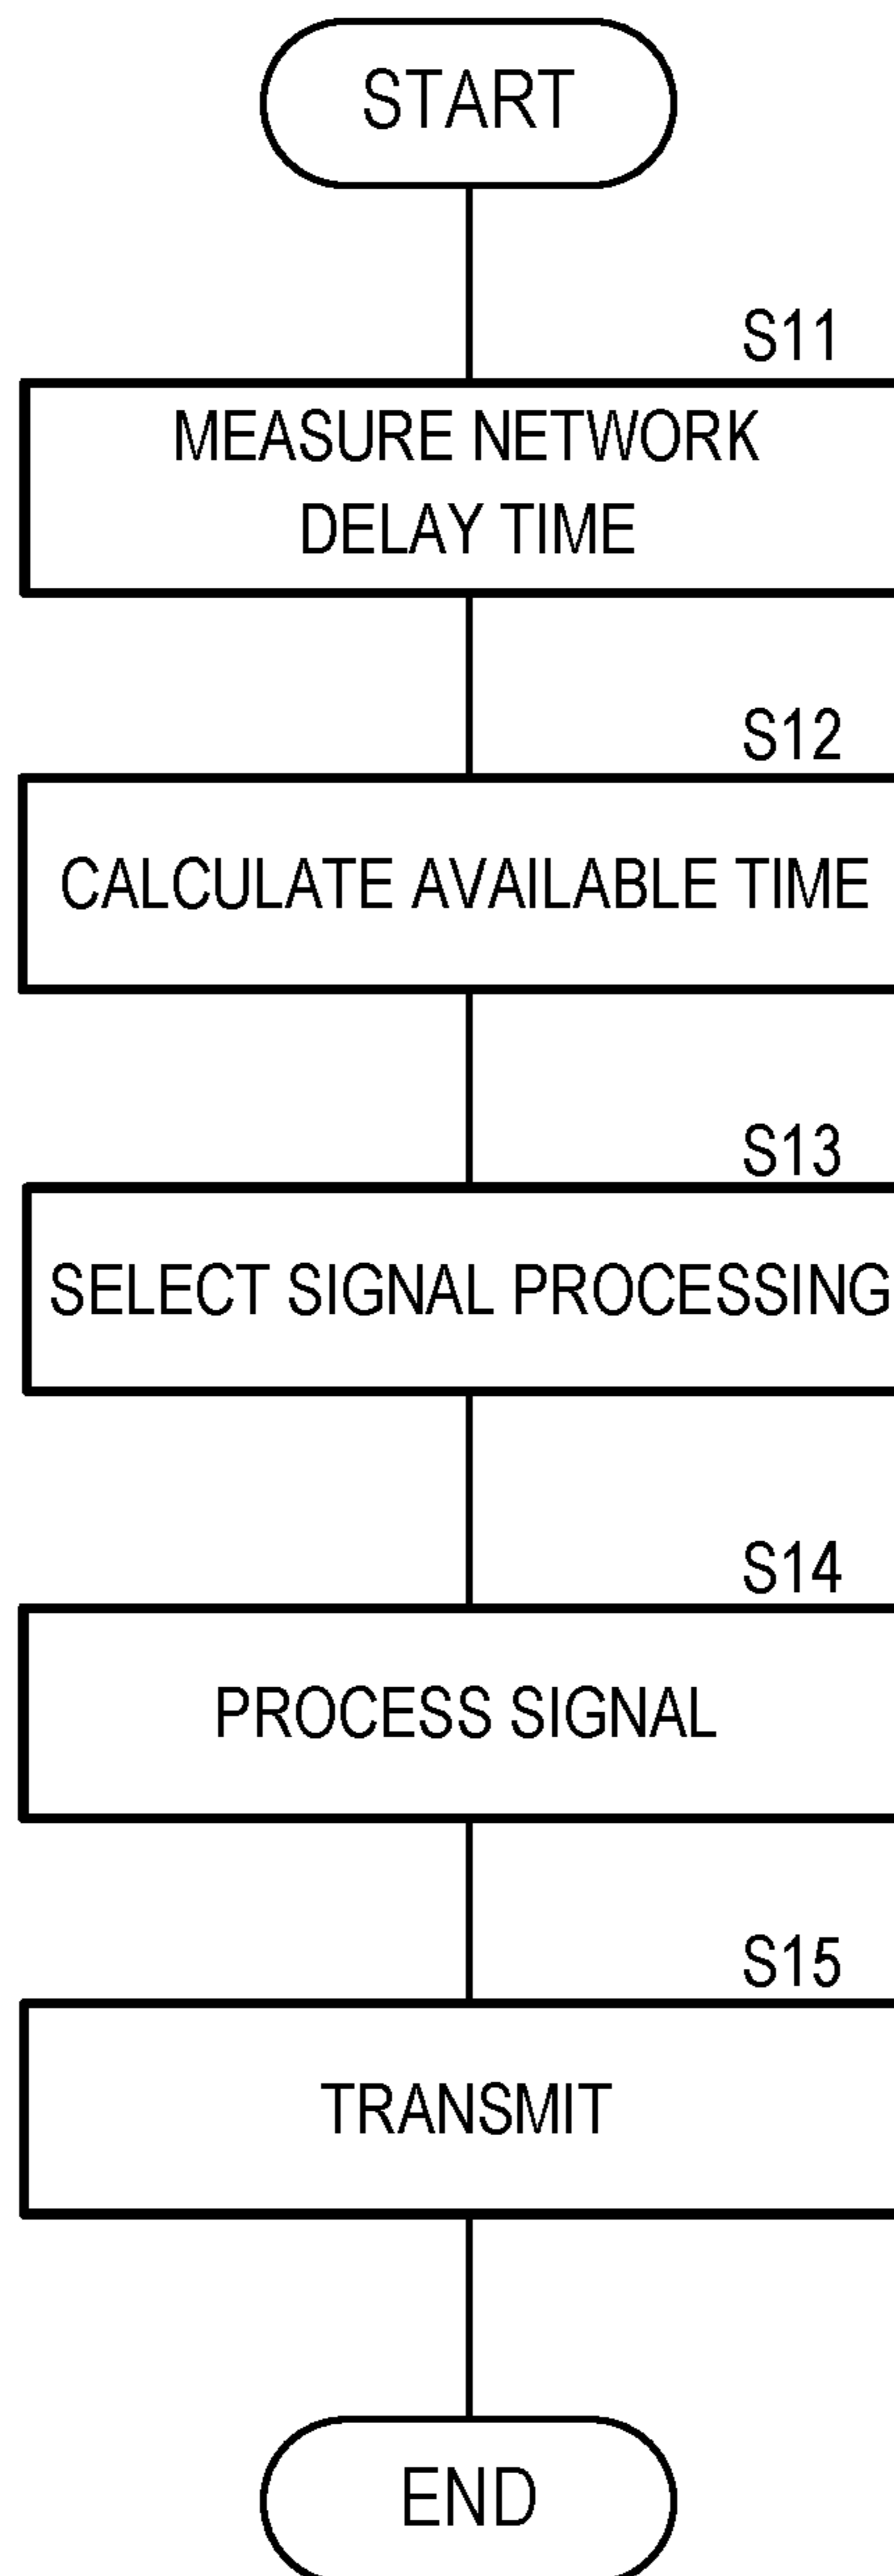 START
S11
MEASURE NETWORK
DELAY TIME
S12
CALCULATE AVAILABLE TIME
S13
SELECT SIGNAL PROCESSING
S14
PROCESS SIGNAL
S15
TRANSMIT
END